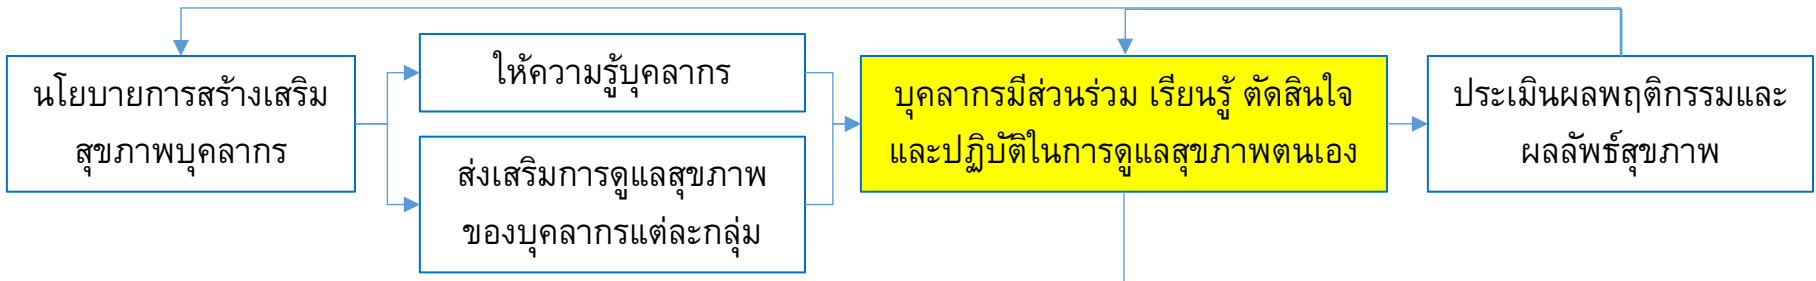 นโยบายการสร้างเสริม
สุขภาพบุคลากร
ให้ความรู้บุคลากร
ส่งเสริมการดูแลสุขภาพ
ของบุคลากรแต่ละกลุ่ม
บุคลากรมีส่วนร่วม เรียนรู้ ตัดสินใจ
และปฏิบัติในการดูแลสุขภาพตนเอง
ประเมินผลพฤติกรรมและ
ผลลัพธ์สุขภาพ